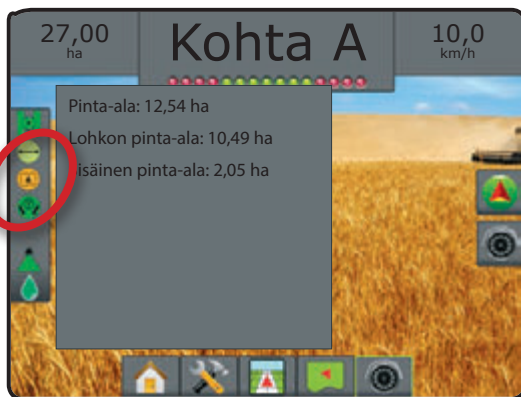 27,00
ha
Kohta A
10,0
km/h
Pinta-ala: 12,54 ha
Lohkon pinta-ala: 10,49 ha
isäinen pinta-ala: 2,05 ha